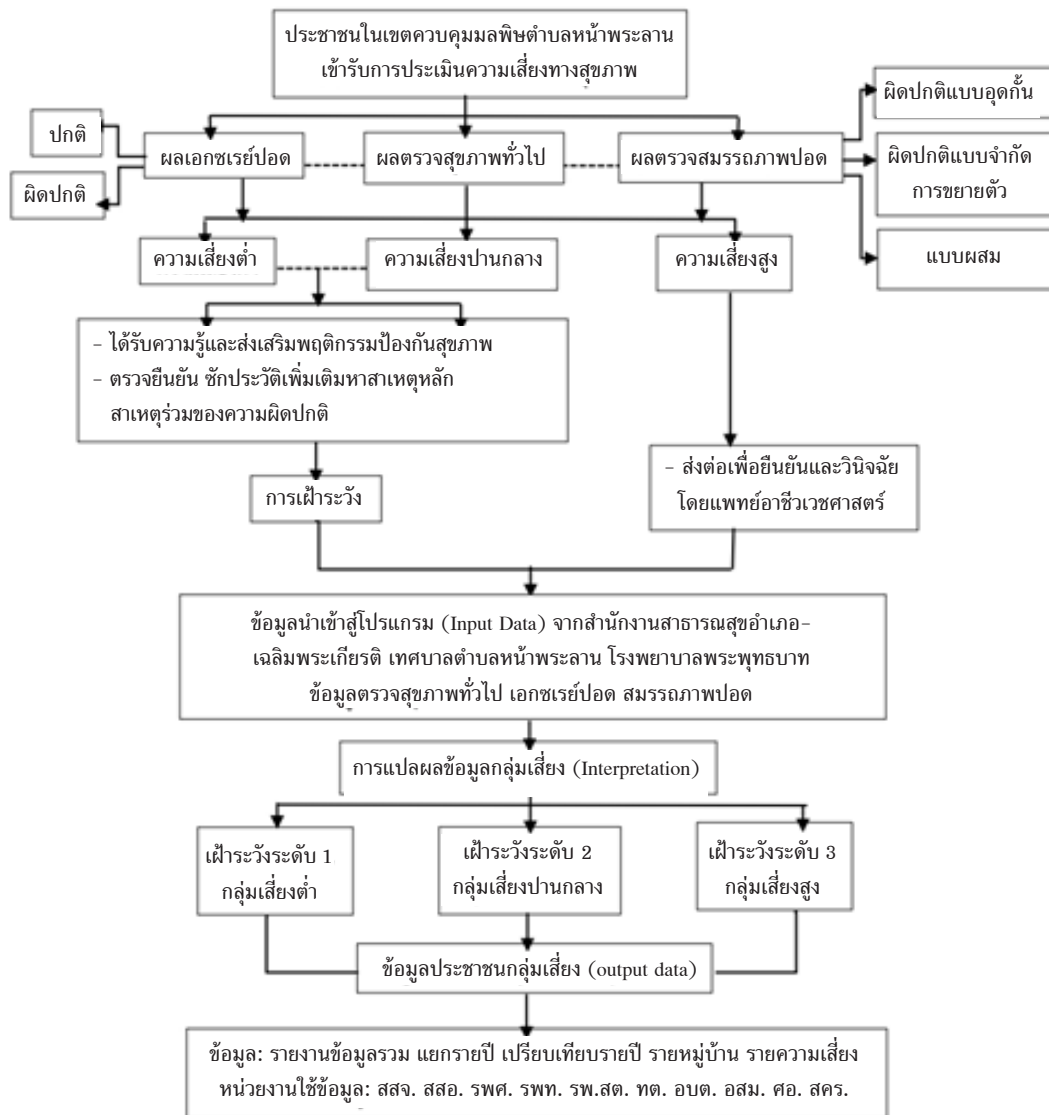 ประชาชนในเขตควบคุมมลพิษตำบลหน้าพระลาน
เข้ารับการประเมินความเสี่ยงทางสุขภาพ
ปกติ
ผิดปกติ
ผลเอกซเรย์ปอด
ผลตรวจสุขภาพทั่วไป
ผลตรวจสมรรถภาพปอด
ผิดปกติแบบอุดกั้น
ผิดปกติแบบจำกัด
การขยายตัว
แบบผสม
ความเสี่ยงต่ำ
ความเสี่ยงปานกลาง
ความเสี่ยงสูง
- ได้รับความรู้และส่งเสริมพฤติกรรมป้องกันสุขภาพ
- ตรวจยืนยัน ซักประวัติเพิ่มเติมหาสาเหตุหลัก
สาเหตุร่วมของความผิดปกติ
การเฝ้าระวัง
- ส่งต่อเพื่อยืนยันและวินิจฉัย
โดยแพทย์อาชีวเวชศาสตร์
ข้อมูลนำเข้าสู่โปรแกรม (Input Data) จากสำนักงานสาธารณสุขอำเภอ-
เฉลิมพระเกียรติ เทศบาลตำบลหน้าพระลาน โรงพยาบาลพระพุทธบาท
ข้อมูลตรวจสุขภาพทั่วไป เอกซเรย์ปอด สมรรถภาพปอด
การแปลผลข้อมูลกลุ่มเสี่ยง (Interpretation)
เฝ้าระวังระดับ 1
กลุ่มเสี่ยงต่ำ
เฝ้าระวังระดับ 2
กลุ่มเสี่ยงปานกลาง
เฝ้าระวังระดับ 3
กลุ่มเสี่ยงสูง
ข้อมูลประชาชนกลุ่มเสี่ยง (output data)
ข้อมูล: รายงานข้อมูลรวม แยกรายปี เปรียบเทียบรายปี รายหมู่บ้าน รายความเสี่ยง
หน่วยงานใช้ข้อมูล: สสจ. สสอ. รพศ. รพท. รพ.สต. ทต. อบต. อสม. ศอ. สคร.